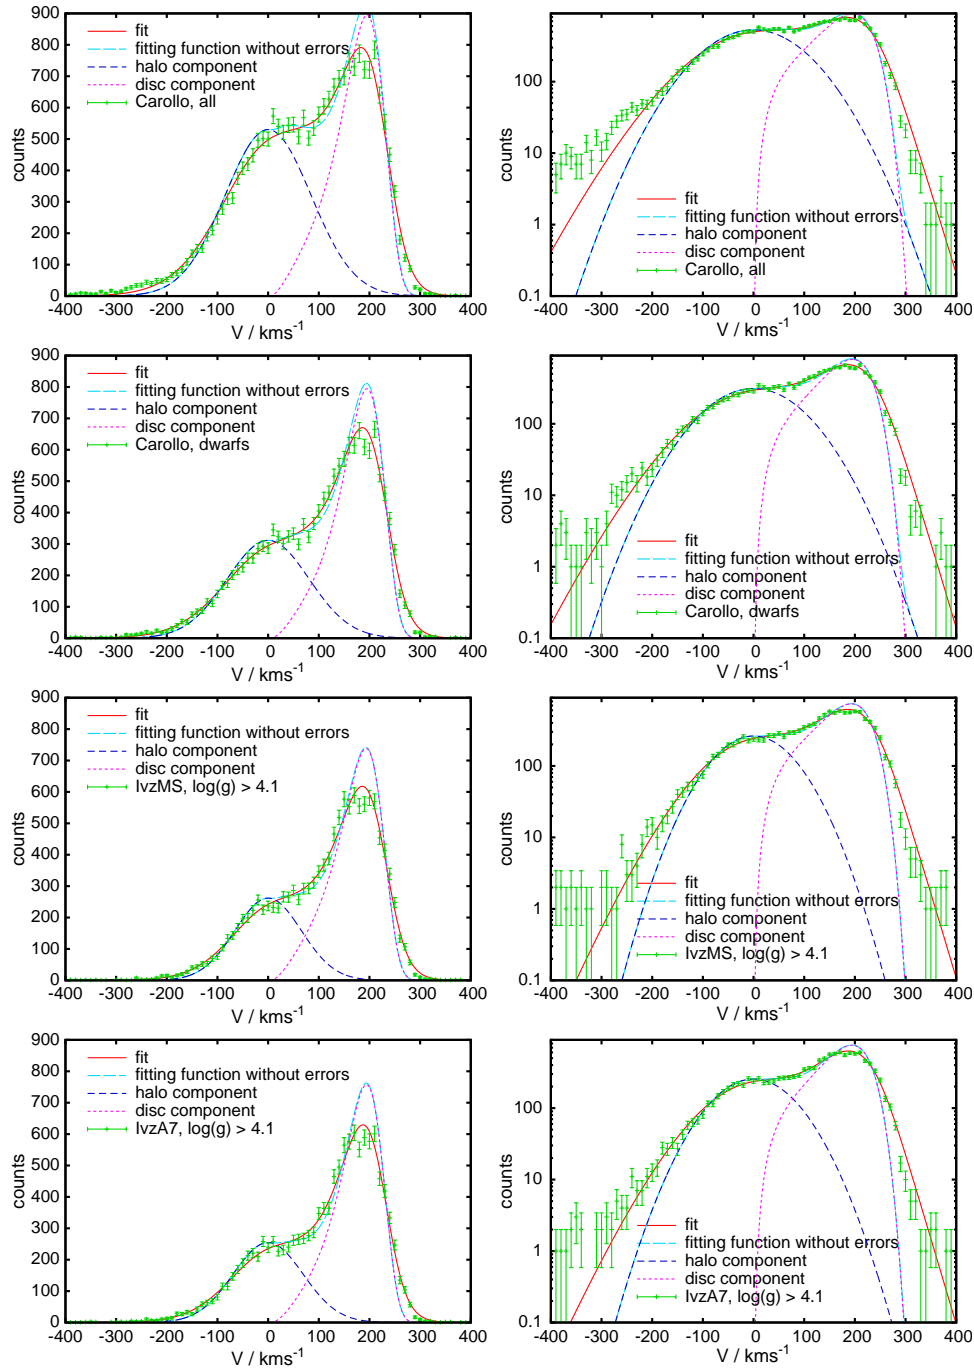 900
800
700
600
500
400
300
200
100
0
counts
fit
fitting function without errors
halo component
disc component
Carollo, all
-400 -300 -200 -100 0 100 200 300 400
V / kms-1
100
10
1
0.1
counts
fit
fitting function without errors
halo component
disc component
Carollo, all
-400 -300 -200 -100 0 100 200 300 400
V / kms-1
900
800
700
600
500
400
300
200
100
0
counts
fit
fitting function without errors
halo component
disc component
Carollo, dwarfs
-400 -300 -200 -100 0 100 200 300 400
V / kms-1
100
10
1
0.1
counts
fit
fitting function without errors
halo component
disc component
Carollo, dwarfs
-400 -300 -200 -100 0 100 200 300 400
V / kms-1
900
800
700
600
500
400
300
200
100
0
counts
fit
fitting function without errors
halo component
disc component
IvzMS, log(g) > 4.1
-400 -300 -200 -100 0 100 200 300 400
V / kms-1
100
10
1
0.1
counts
fit
fitting function without errors
halo component
disc component
IvzMS, log(g) > 4.1
-400 -300 -200 -100 0 100 200 300 400
V / kms-1
900
800
700
600
500
400
300
200
100
0
counts
fit
fitting function without errors
halo component
disc component
IvzA7, log(g) > 4.1
-400 -300 -200 -100 0 100 200 300 400
V / kms-1
100
10
1
0.1
counts
fit
fitting function without errors
halo component
disc component
IvzA7, log(g) > 4.1
-400 -300 -200 -100 0 100 200 300 400
V / kms-1